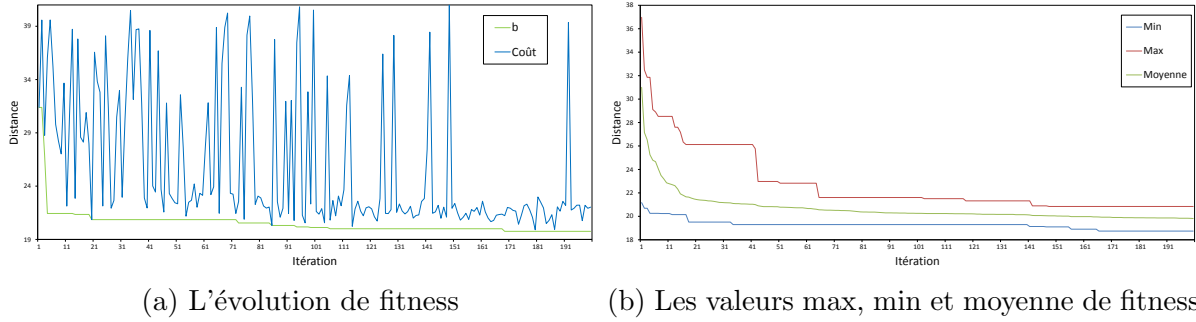 39
34
29
24
19
Distance
b
Coût
1 11 21 31 41 51 61 71 81 91 101 111 121 131 141 151 161 171 181 191
Itération
(a) L'évolution de fitness
38
36
34
32
30
28
26
24
22
20
18
Distance
Min
Max
Moyenne
1 11 21 31 41 51 61 71 81 91 101 111 121 131 141 151 161 171 181 191
Itération
(b) Les valeurs max, min et moyenne de fitness